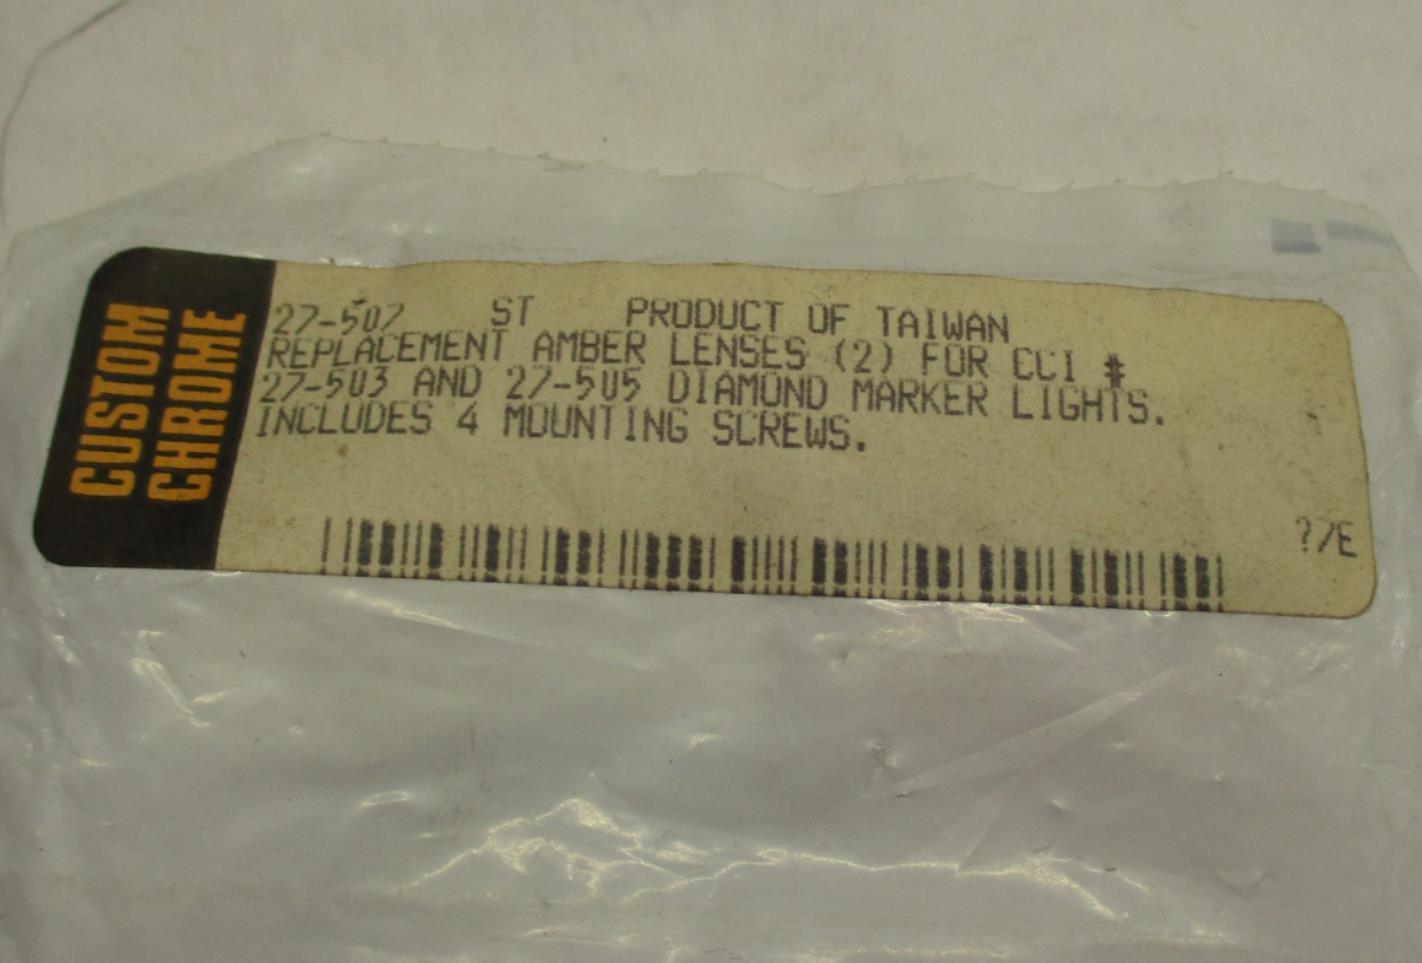 CUSTOM
CHROME
27-507 ST PRODUCT OF TAIWAN
REPLACEMENT AMBER LENSES (2) FOR CCI #
27-503 AND 27-505 DIAMOND MARKER LIGHTS.
INCLUDES 4 MOUNTING SCREWS.
?7E